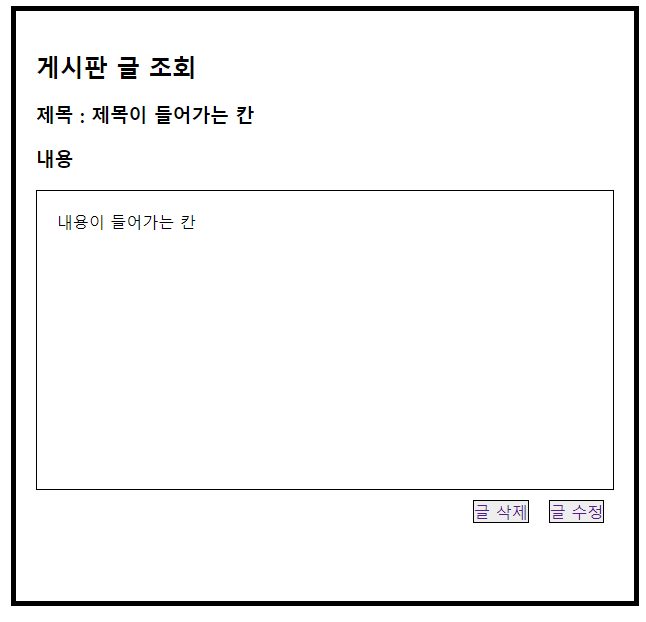 게시판 글 조회
제목 : 제목이 들어가는 칸
내용
내용이 들어가는 칸
글 삭제 글 수정